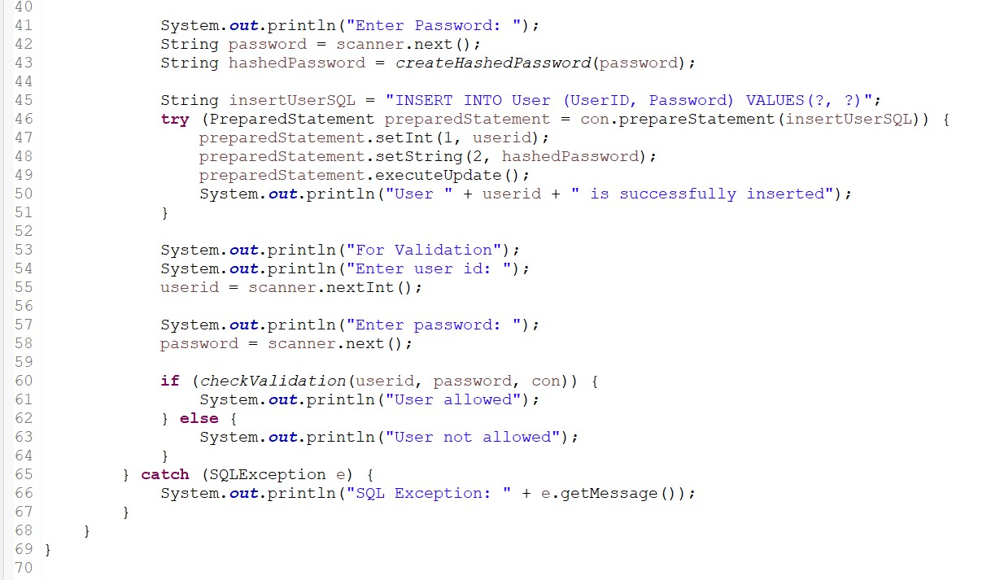 40
41 System.out.println("Enter Password: ");
42 String password = scanner.next();
43 String hashedPassword = createHashedPassword(password);
44
45 String insertUserSQL = "INSERT INTO User (UserID, Password) VALUES(?, ?)";
46 try (PreparedStatement preparedStatement = con.prepareStatement(insertUserSQL)) {
47 preparedStatement.setInt(1, userid);
48 preparedStatement.setString(2, hashedPassword);
49 preparedStatement.executeUpdate();
50 System.out.println("User " + userid + " is successfully inserted");
51 }
52
53 System.out.println("For Validation");
54 System.out.println("Enter user id: ");
55 userid = scanner.nextInt();
56
57 System.out.println("Enter password: ");
58 password = scanner.next();
59
60 if (checkValidation(userid, password, con)) {
61 System.out.println("User allowed");
62 } else {
63 System.out.println("User not allowed");
64 }
65 } catch (SQLException e) {
66 System.out.println("SQL Exception: " + e.getMessage());
67 }
68 }
69 }
70